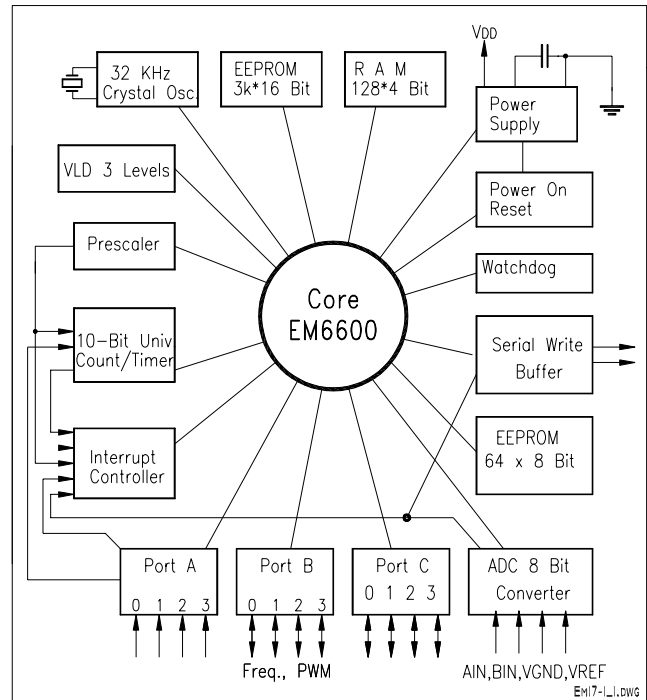 VDD
32 KHz
Crystal Osc.
EEPROM
3k*16 Bit
R A M
128*4 Bit
Power
Supply
VLD 3 Levels
Power On
Reset
Prescaler
Watchdog
Core
EM6600
10-Bit Univ
Count/Timer
Serial Write
Buffer
Interrupt
Controller
EEPROM
64 x 8 Bit
Port A
0 1 2 3
Port B
0 1 2 3
Port C
0 1 2 3
ADC 8 Bit
Converter
Freq., PWM
AIN,BIN,VGND,VREF
EM17-1_1.DWG